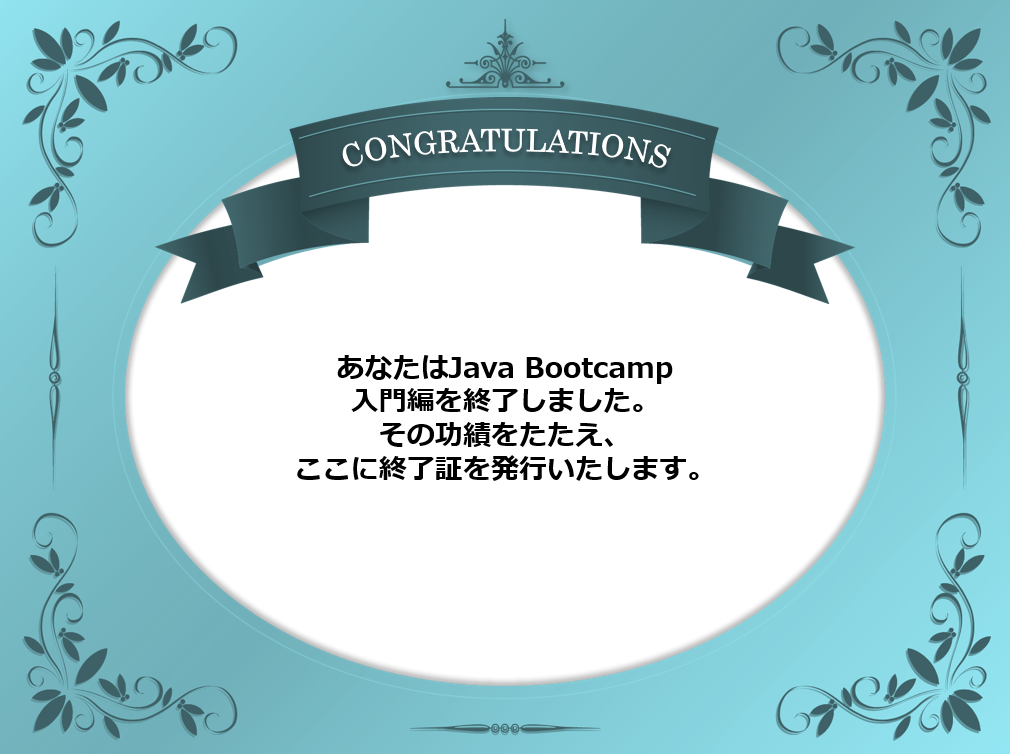 CONGRATULATIONS
あなたはJava Bootcamp
入門編を終了しました。
その功績をたたえ、
ここに終了証を発行いたします。